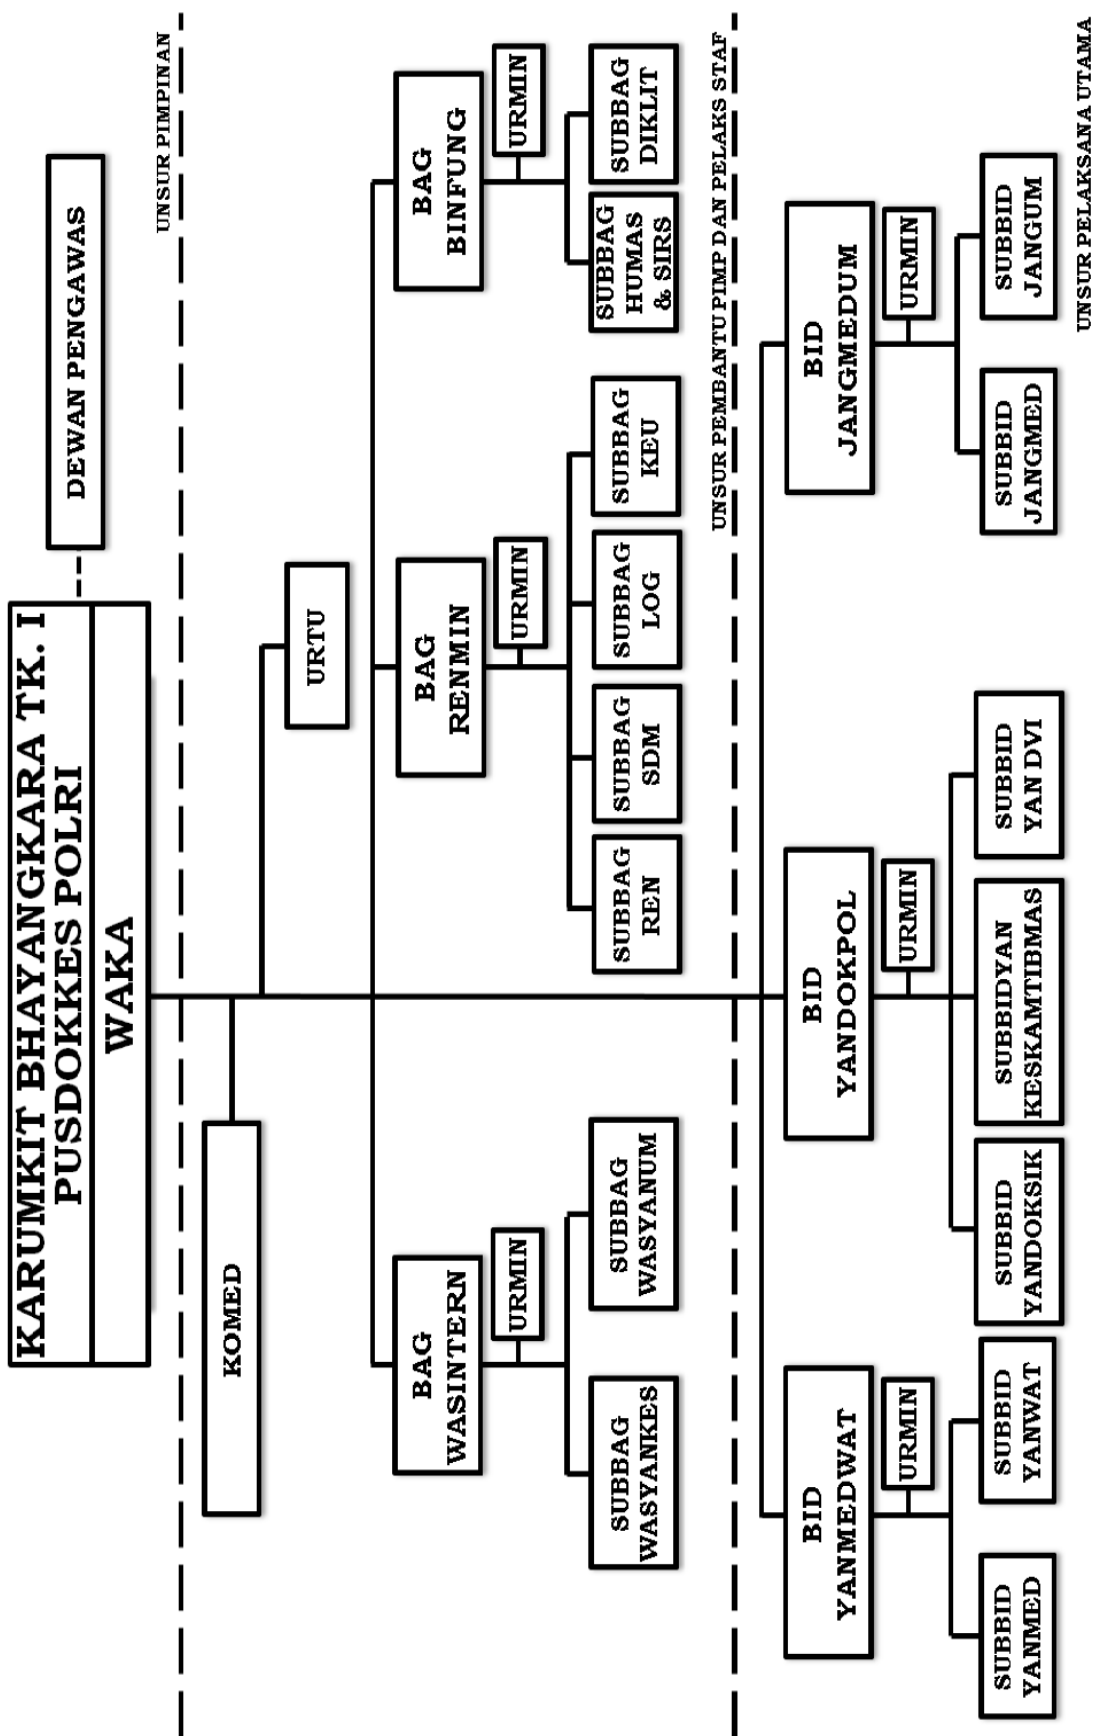 KARUMKIT BHAYANGKARA TK. I
PUSDOKKES POLRI
WAKA
DEWAN PENGAWAS
UNSUR PIMPINAN
KOMED
URTU
BAG
WASINTERN
URMIN
SUBBAG
WASYANKES
SUBBAG
WASYANUM
BAG
RENMIN
URMIN
SUBBAG
REN
SUBBAG
SDM
SUBBAG
LOG
SUBBAG
KEU
BAG
BINFUNG
URMIN
SUBBAG
HUMAS
& SIRS
SUBBAG
DIKLIT
UNSUR PEMBANTU PIMP DAN PELAKS STAF
BID
YANMEDWAT
URMIN
SUBBID
YANMED
SUBBID
YANWAT
BID
YANDOKPOL
URMIN
SUBBID
YANDOKSIK
SUBBIDYAN
KESKAMTIBMAS
SUBBID
YAN DVI
BID
JANGMEDUM
URMIN
SUBBID
JANGMED
SUBBID
JANGUM
UNSUR PELAKSANA UTAMA